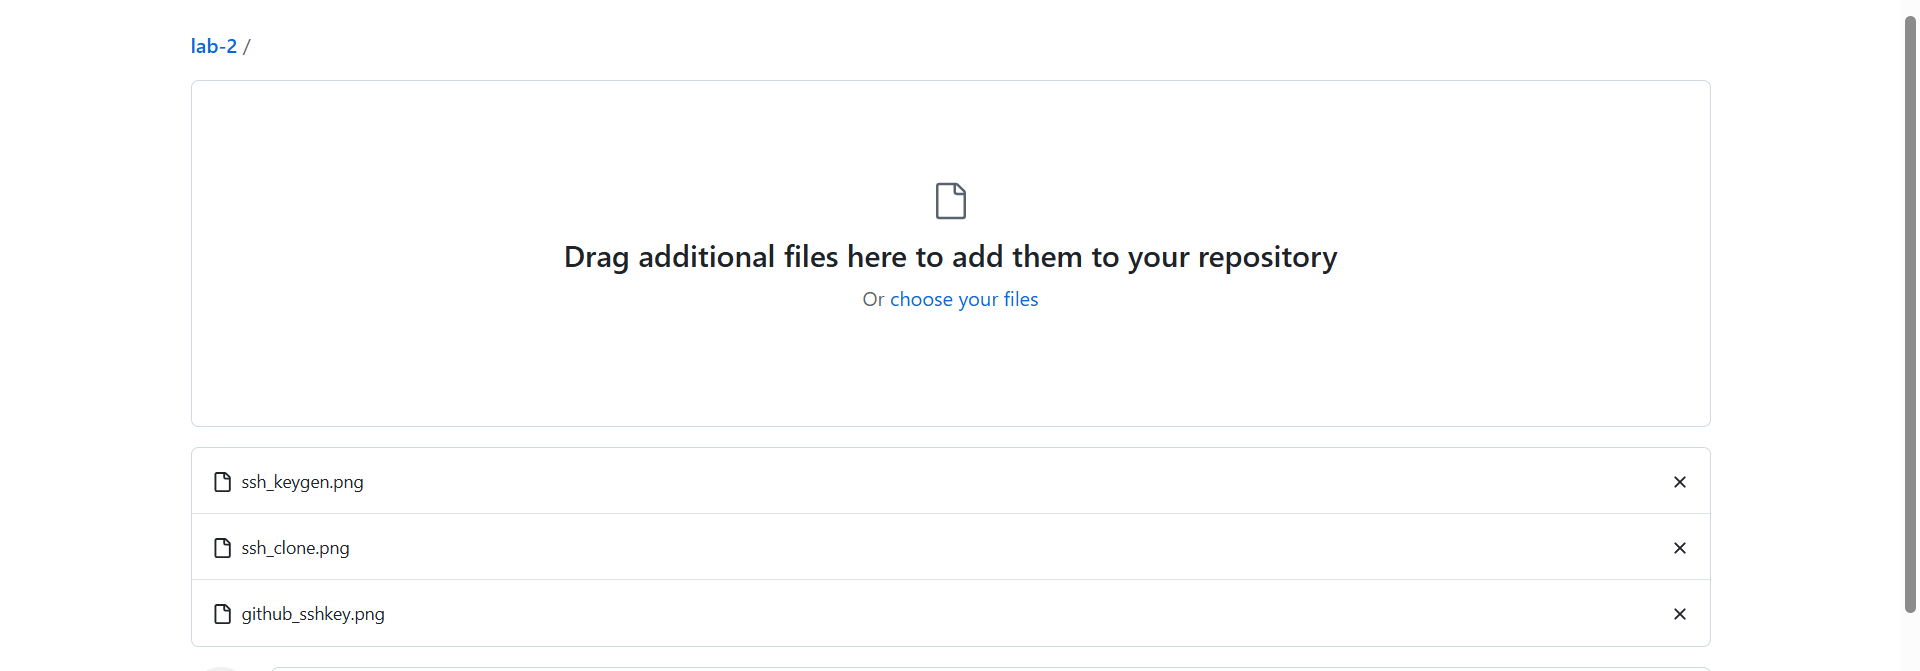 lab-2 /
Drag additional files here to add them to your repository
Or choose your files
ssh_keygen.png
ssh_clone.png
github_sshkey.png